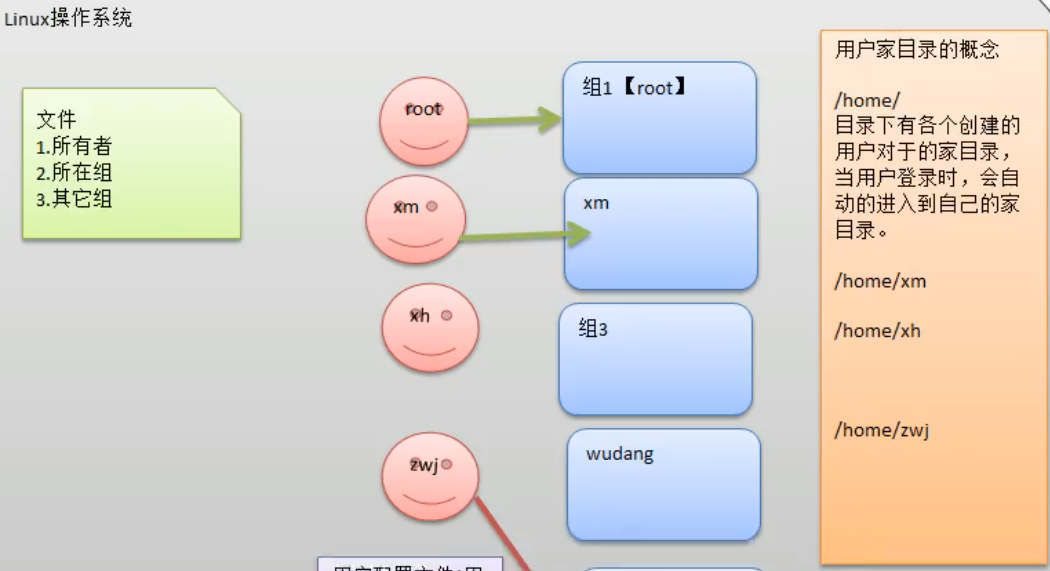 Linux操作系统
文件
1.所有者
2.所在组
3.其它组
root
组1【root】
xm
xm
xh
组3
zwj
wudang
用户家目录的概念
/home/
目录下有各个创建的
用户对于的家目录，
当用户登录时，会自
动的进入到自己的家
目录。
/home/xm
/home/xh
/home/zwj